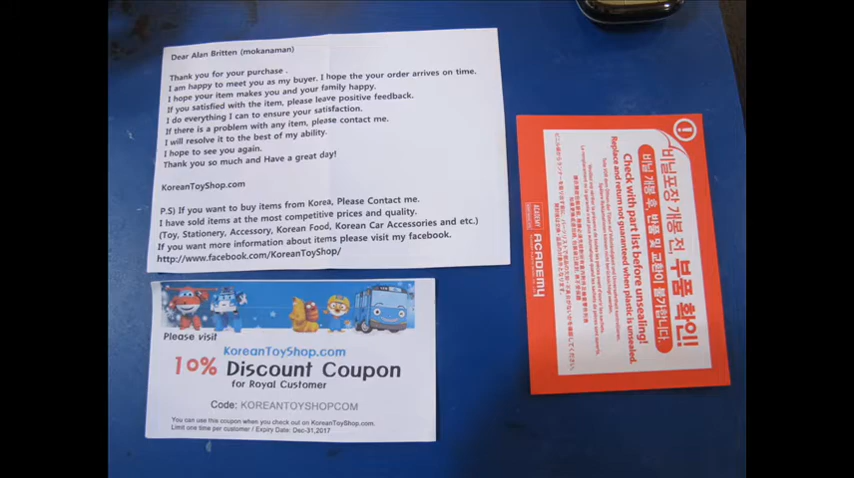 Dear Alan Britten (mokanaman)
Thank you for your purchase .
I am happy to meet you as my buyer. I hope the your order arrives on time.
I hope your item makes you and your family happy.
If you satisfied with the item, please leave positive feedback.
I do everything I can to ensure your satisfaction.
If there is a problem with any item, please contact me.
I will resolve it to the best of my ability.
I hope to see you again.
Thank you so much and Have a great day!
KoreanToyShop.com
P.S) If you want to buy items from Korea, Please Contact me.
I have sold items at the most competitive prices and quality.
(Toy, Stationery, Accessory, Korean Food, Korean Car Accessories and etc.)
If you want more information about items please visit my facebook.
http://www.facebook.com/KoreanToyShop/
Please visit
KoreanToyShop.com
10% Discount Coupon
for Royal Customer
Code: KOREANTOYSHOPCOM
You can use this coupon when you check out on KoreanToyShop.com.
Limit one time per customer / Expiry Date: Dec-31,2017
비닐포장 개봉 전 부품 확인!
비닐 개봉 후, 반품 및 교환이 불가합니다.
Check with part list before unsealing!
Replace and return not guaranteed when plastic is unsealed.
ACADEMY